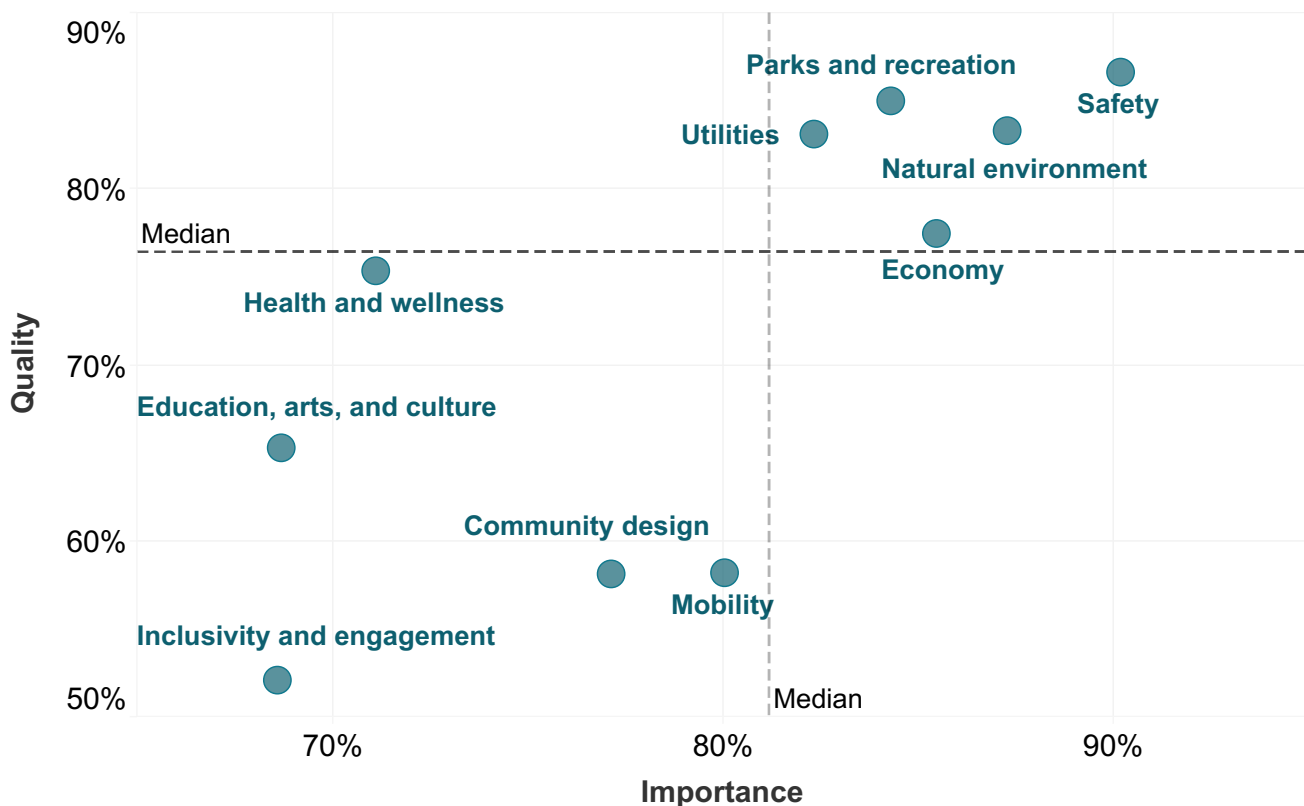 90%
Parks and recreation
Safety
Utilities
Natural environment
80%
Median
Economy
Health and wellness
Quality
70%
Education, arts, and culture
Community design
60%
Mobility
Inclusivity and engagement
50%
Median
70%
80%
90%
Importance